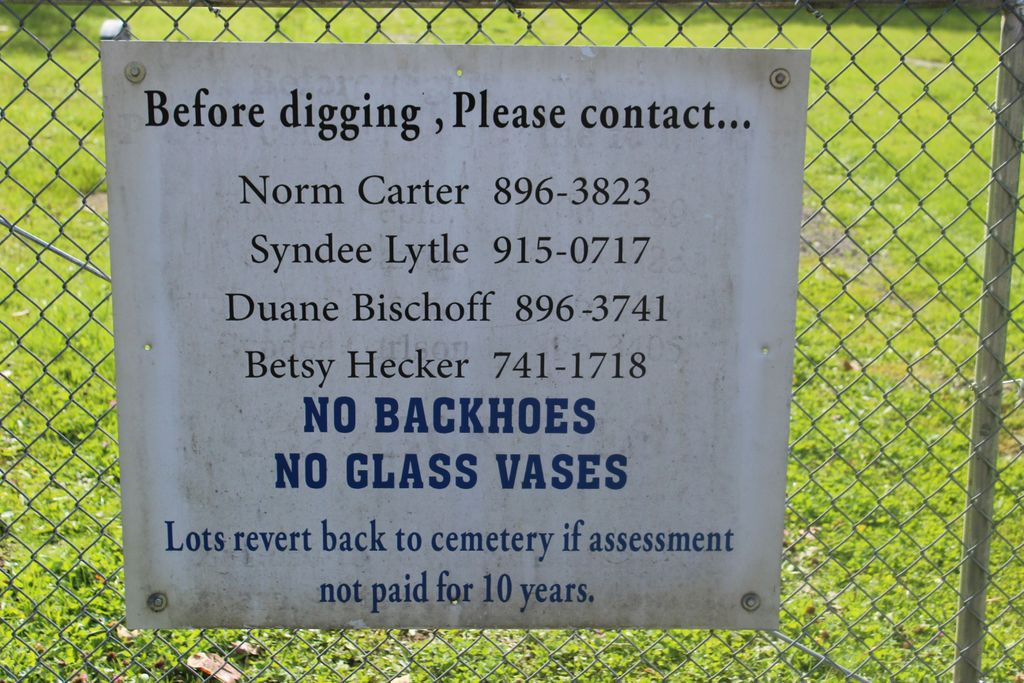 Before digging , Please contact...
Norm Carter 896-3823
Syndee Lytle 915-0717
Duane Bischoff 896-3741
Betsy Hecker 741-1718
NO BACKHOES
NO GLASS VASES
Lots revert back to cemetery if assessment
not paid for 10 years.